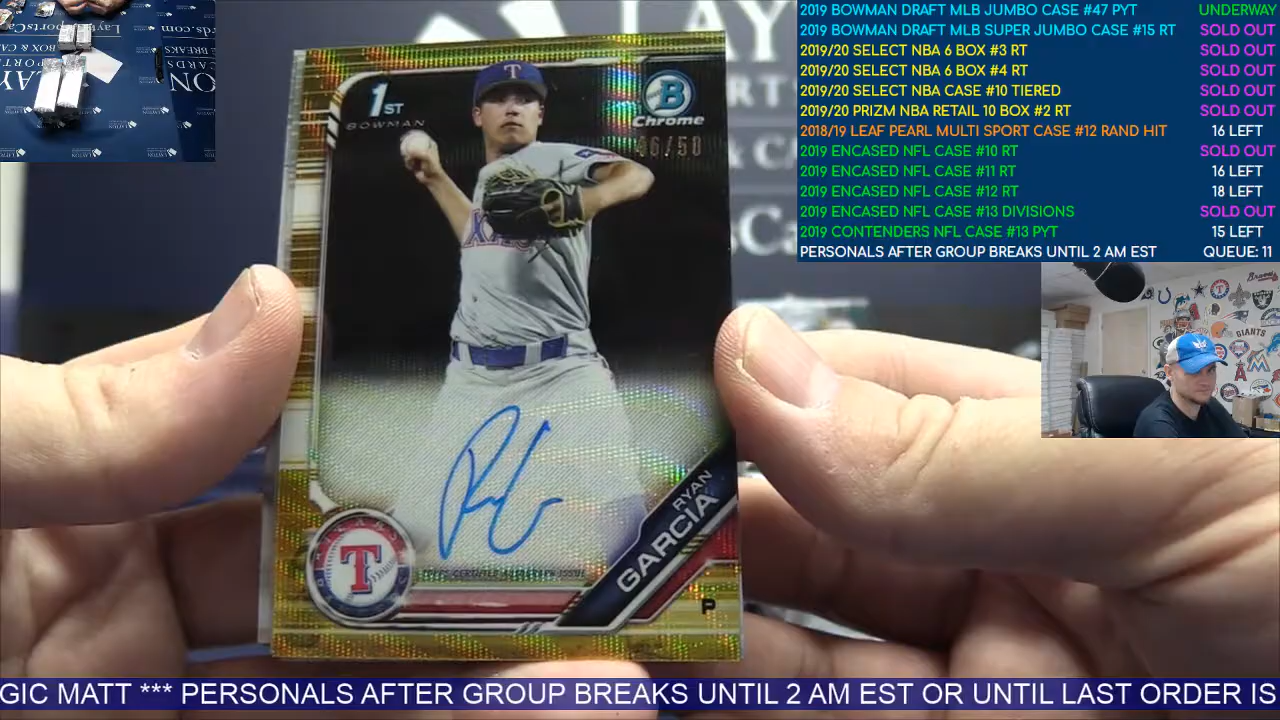 2019 BOWMAN DRAFT MLB JUMBO CASE #47 PYT UNDERWAY
2019 BOWMAN DRAFT MLB SUPER JUMBO CASE #15 RT SOLD OUT
2019/20 SELECT NBA 6 BOX #3 RT SOLD OUT
2019/20 SELECT NBA 6 BOX #4 RT SOLD OUT
2019/20 SELECT NBA CASE #10 TIERED SOLD OUT
2019/20 PRIZM NBA RETAIL 10 BOX #2 RT SOLD OUT
2018/19 LEAF PEARL MULTI SPORT CASE #12 RAND HIT 16 LEFT
2019 ENCASED NFL CASE #10 RT SOLD OUT
2019 ENCASED NFL CASE #11 RT 16 LEFT
2019 ENCASED NFL CASE #12 RT 18 LEFT
2019 ENCASED NFL CASE #13 DIVISIONS SOLD OUT
2019 CONTENDERS NFL CASE #13 PYT 15 LEFT
PERSONALS AFTER GROUP BREAKS UNTIL 2 AM EST QUEUE: 11
1ST
BOWMAN
B
Chrome
T
RYAN
GARCIA
TOPPS CERTIFIED AUTOGRAPH ISSUE
T
P
GIANTS
GIC MATT *** PERSONALS AFTER GROUP BREAKS UNTIL 2 AM EST OR UNTIL LAST ORDER IS